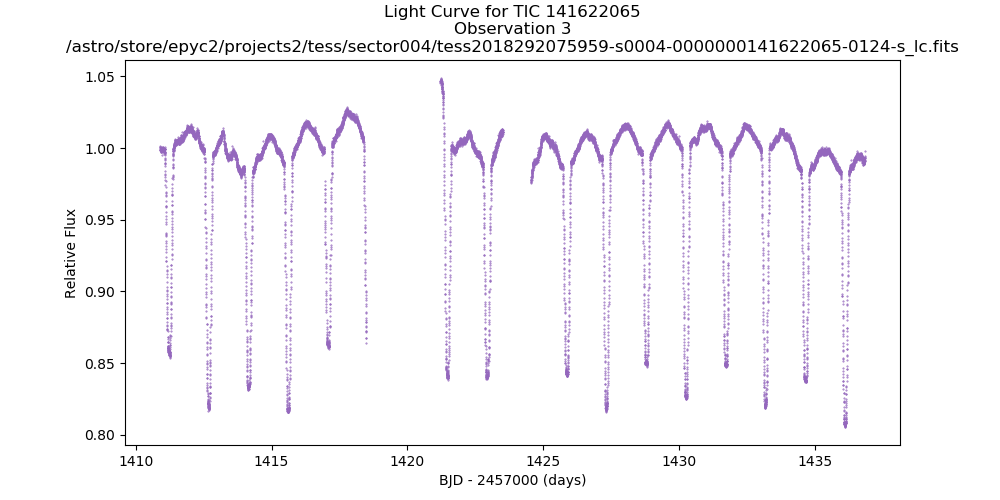 Light Curve for TIC 141622065
Observation 3
/astro/store/epyc2/projects2/tess/sector004/tess2018292075959-s0004-0000000141622065-0124-s_lc.fits
1.05
1.00
0.95
0.90
0.85
0.80
Relative Flux
1410 1415 1420 1425 1430 1435
BJD - 2457000 (days)